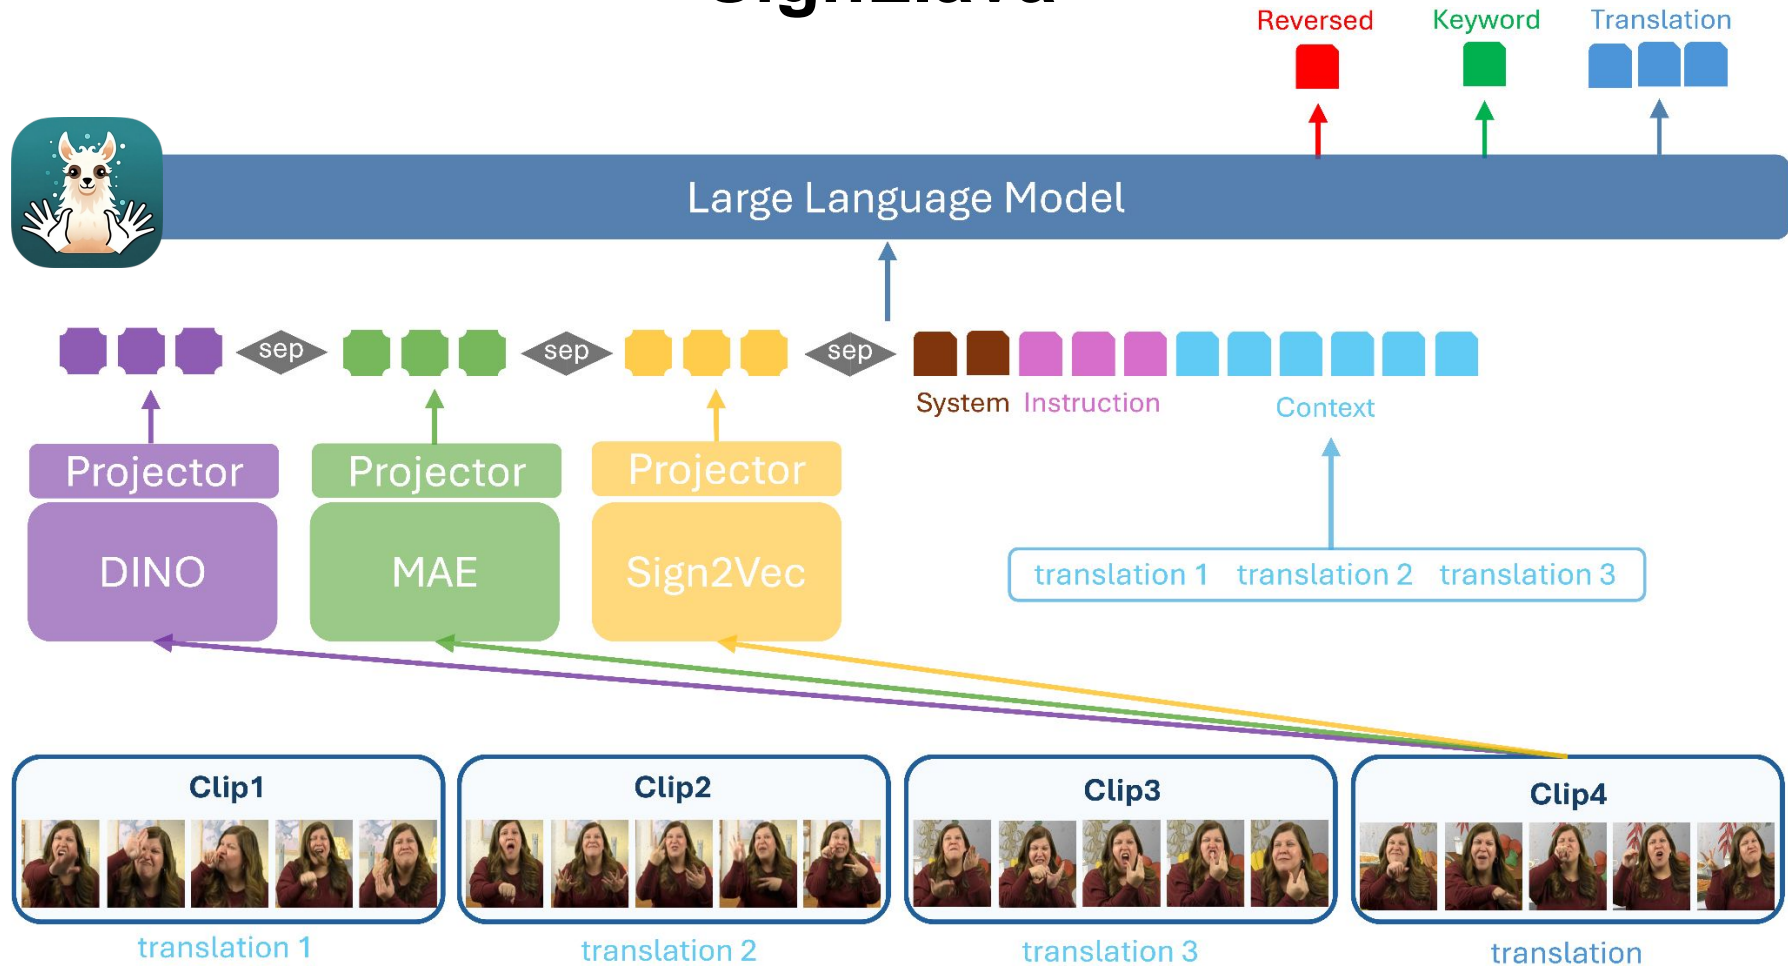 Reversed Keyword Translation
Large Language Model
sep sep sep
System Instruction Context
Projector Projector Projector
DINO MAE Sign2Vec
translation 1 translation 2 translation 3
Clip1 Clip2 Clip3 Clip4
translation 1 translation 2 translation 3 translation